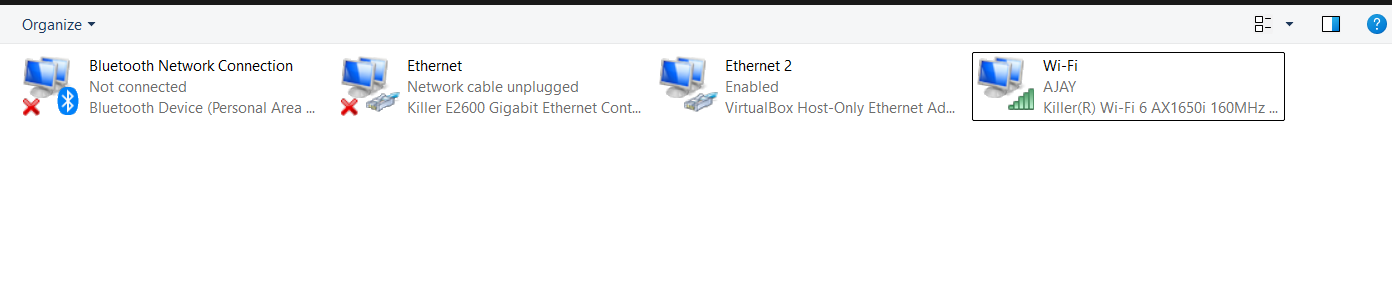 Organize
Bluetooth Network Connection
Not connected
Bluetooth Device (Personal Area ...
Ethernet
Network cable unplugged
Killer E2600 Gigabit Ethernet Cont...
Ethernet 2
Enabled
VirtualBox Host-Only Ethernet Ad...
Wi-Fi
AJAY
Killer(R) Wi-Fi 6 AX1650i 160MHz ...